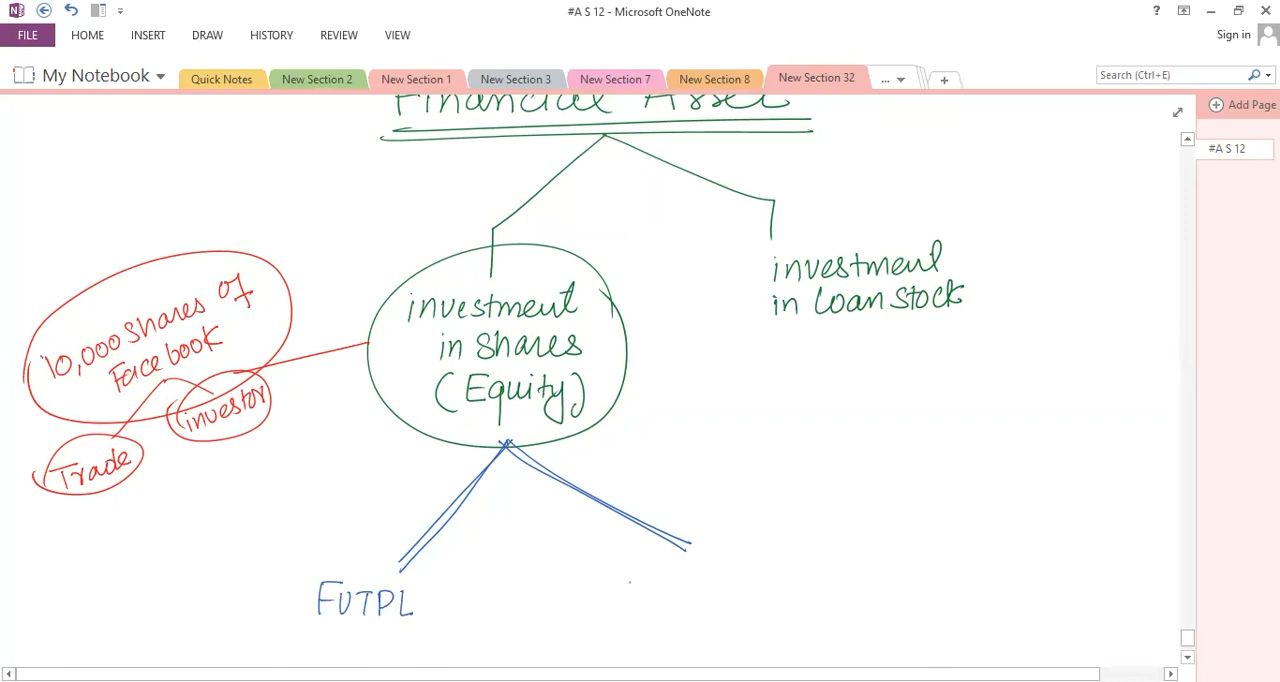 #A S 12 - Microsoft OneNote
?
FILE
HOME
INSERT
DRAW
HISTORY
REVIEW
VIEW
Sign in
My Notebook
Quick Notes
New Section 2
New Section 1
New Section 3
New Section 7
New Section 8
New Section 32
...
Search (Ctrl+E)
Add Page
#A S 12
Financial Asset
investment
in Loan stock
investment
in shares
(Equity)
10,000 shares of
Facebook
investor
Trade
FVTPL